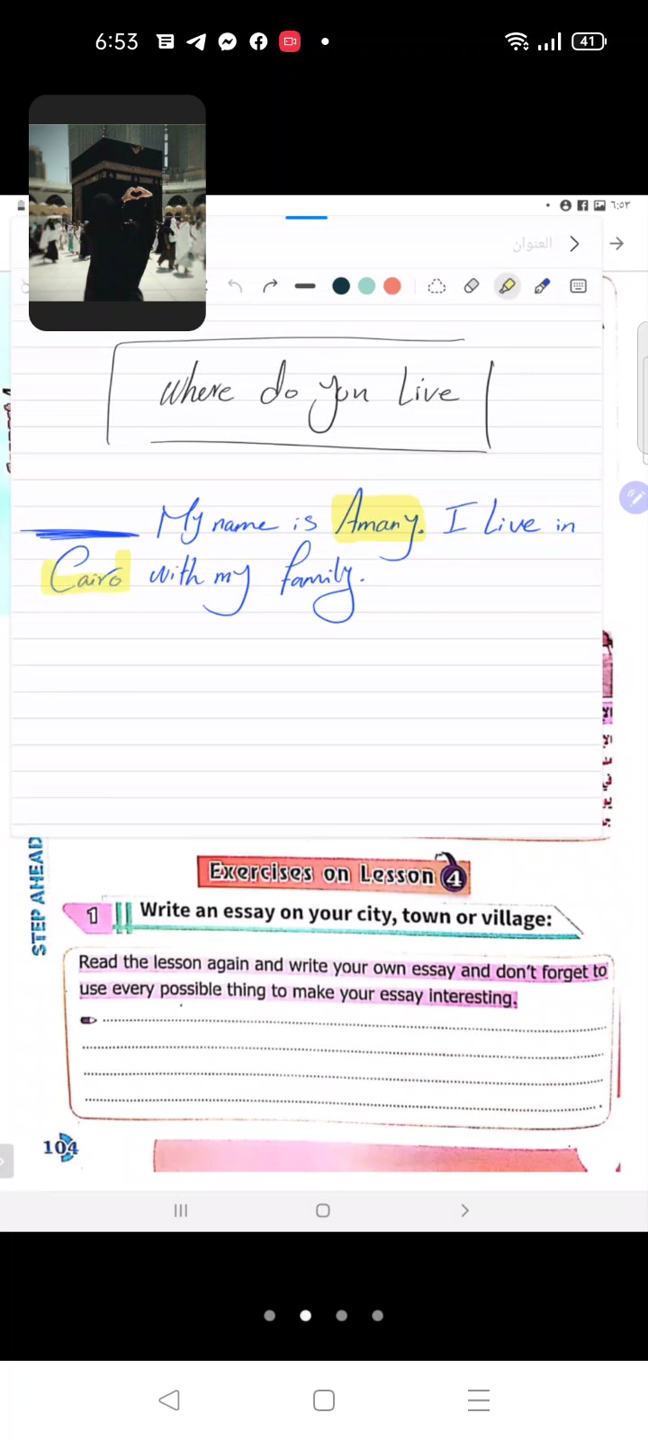 6:53
41
٦:٥٣
العنوان
Where do you Live
My name is Amany. I Live in
Cairo with my family.
STEP AHEAD
Exercises on Lesson 4
1 Write an essay on your city, town or village:
Read the lesson again and write your own essay and don't forget to
use every possible thing to make your essay interesting.
104